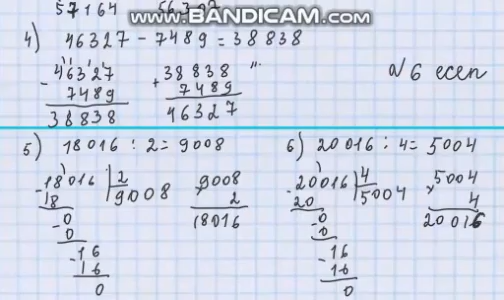 www.BANDICAM.com
57164
4) 46327 - 7489 = 38838
- 46327
7489
38838
+ 38838
7489
46327
№6 есеп
5) 18016 : 2 = 9008
- 18016 | 2
18 | 9008
- 0
0
- 16
16
0
9008
2
18016
6) 20016 : 4 = 5004
- 20016 | 4
20 | 5004
- 0
0
- 16
16
0
× 5004
4
20016